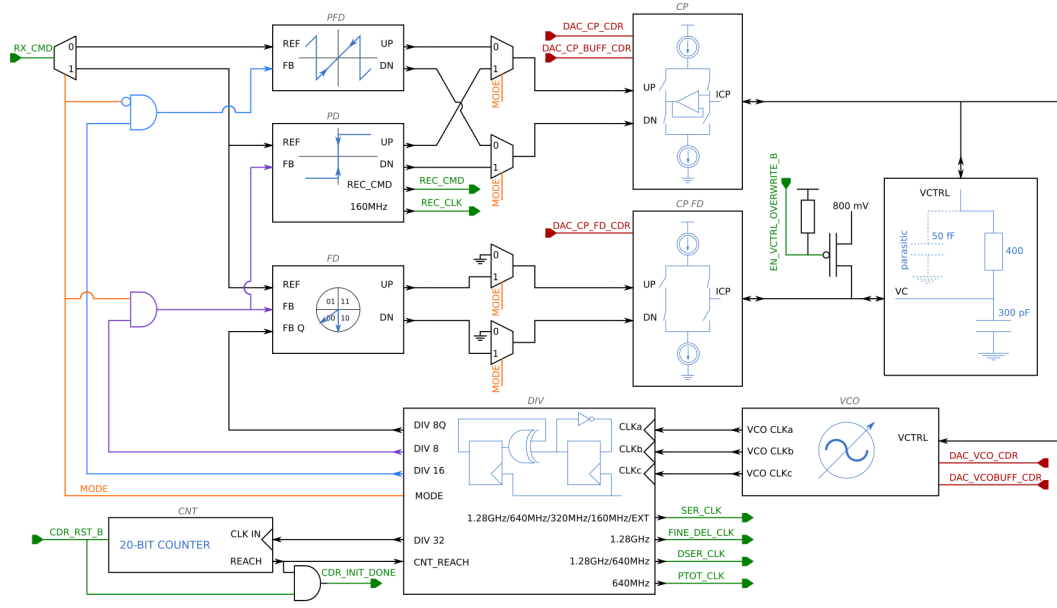 PFD
CP
RX_CMD
0
1
REF
FB
UP
DN
0
1
MODE
DAC_CP_CDR
DAC_CP_BUFF_CDR
UP
DN
ICP
PD
REF
FB
UP
DN
REC_CMD
160MHz
REC_CMD
REC_CLK
0
1
MODE
CP FD
DAC_CP_FD_CDR
UP
DN
ICP
EN_VCTRL_OVERWRITE_B
800 mV
VCTRL
parasitic
50 fF
400
VC
300 pF
FD
REF
FB
FB Q
01
11
00
10
UP
DN
0
1
MODE
0
1
MODE
DIV
DIV 8Q
DIV 8
DIV 16
MODE
MODE
CLKa
CLKb
CLKc
1.28GHz/640MHz/320MHz/160MHz/EXT
1.28GHz
1.28GHz/640MHz
640MHz
DIV 32
CNT_REACH
SER_CLK
FINE_DEL_CLK
DSER_CLK
PTOT_CLK
VCO
VCO CLKa
VCO CLKb
VCO CLKc
VCTRL
DAC_VCO_CDR
DAC_VCOBUFF_CDR
CNT
CDR_RST_B
20-BIT COUNTER
CLK IN
REACH
CDR_INIT_DONE